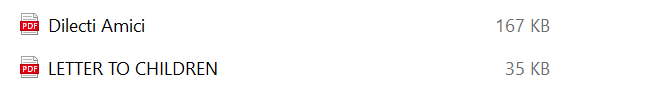 PDF Dilecti Amici 167 KB
PDF LETTER TO CHILDREN 35 KB